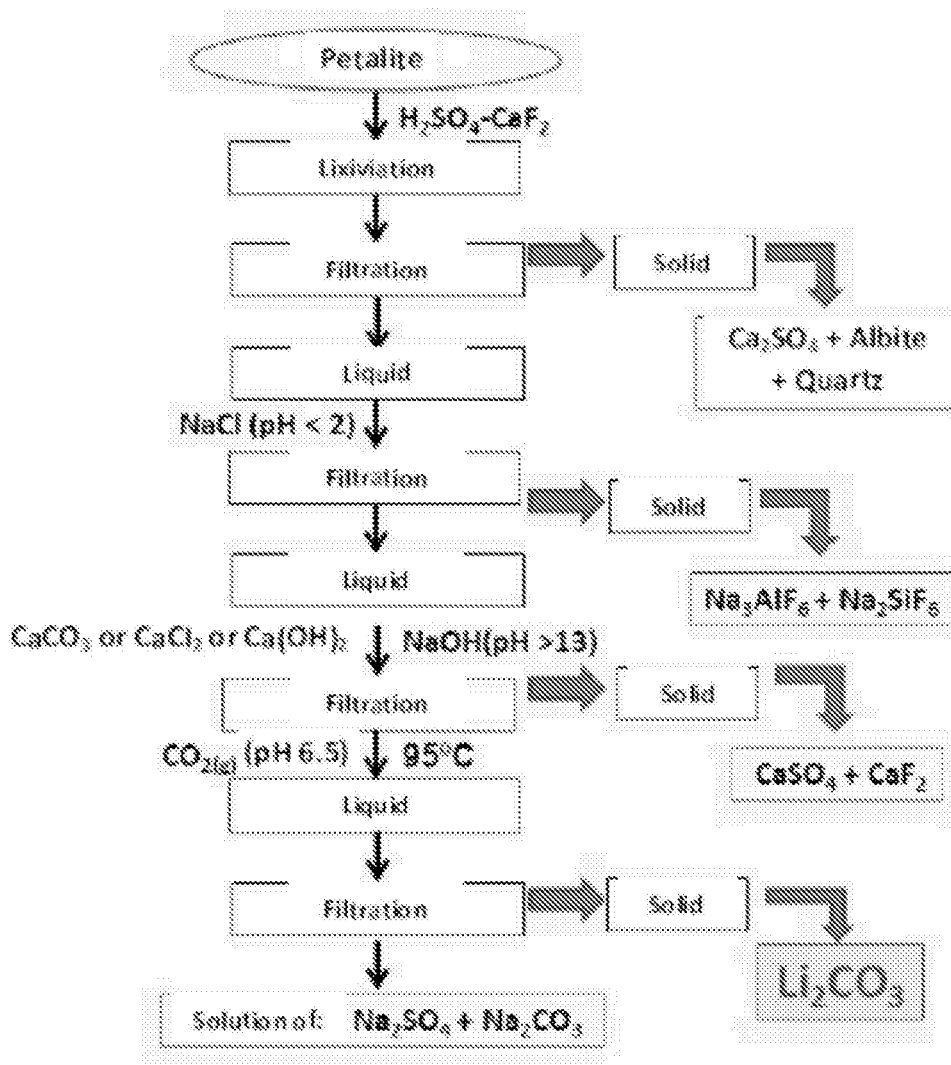 Petalite
H₂SO₄-CaF₂
Lixiviation
Filtration
Solid
Ca₂SO₄ + Albite
+ Quartz
Liquid
NaCl (pH < 2)
Filtration
Solid
Na₃AlF₆ + Na₂SiF₆
Liquid
CaCO₃ or CaCl₂ or Ca(OH)₂
NaOH(pH >13)
Filtration
Solid
CaSO₄ + CaF₂
CO₂(g) (pH 6.5)
95°C
Liquid
Filtration
Solid
Li₂CO₃
Solution of: Na₂SO₄ + Na₂CO₃